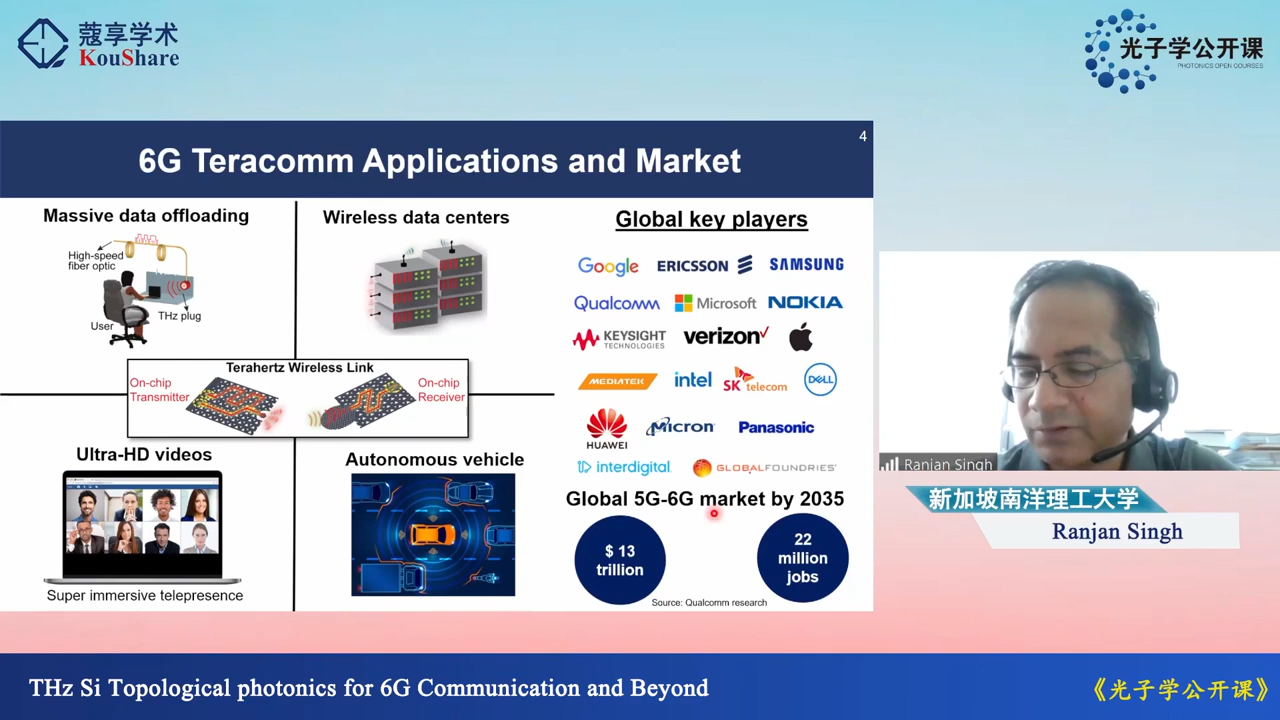 蔻享学术
KouShare
光子学公开课
PHOTONICS OPEN COURSES
4
6G Teracomm Applications and Market
Massive data offloading
High-speed
fiber optic
User
THz plug
Wireless data centers
Terahertz Wireless Link
On-chip
Transmitter
On-chip
Receiver
Ultra-HD videos
Super immersive telepresence
Autonomous vehicle
Global key players
Google
ERICSSON
SAMSUNG
Qualcomm
Microsoft
NOKIA
KEYSIGHT
TECHNOLOGIES
verizon
MEDIATEK
intel
SK telecom
DELL
HUAWEI
Micron
Panasonic
interdigital
GLOBALFOUNDRIES
Global 5G-6G market by 2035
$ 13
trillion
22
million
jobs
Source: Qualcomm research
Ranjan Singh
新加坡南洋理工大学
Ranjan Singh
THz Si Topological photonics for 6G Communication and Beyond
《光子学公开课》